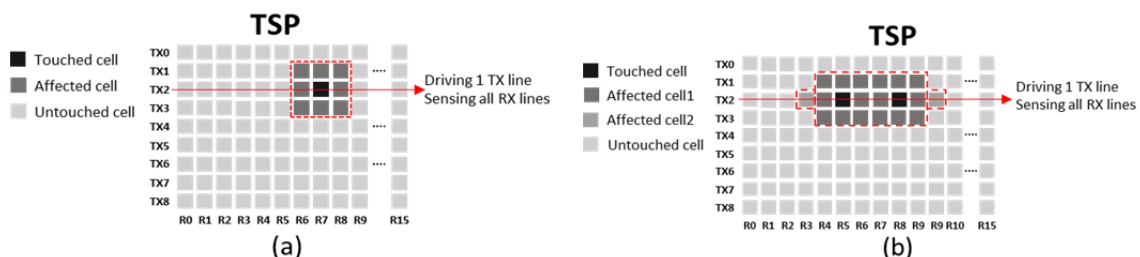 TSP
Touched cell
Affected cell
Untouched cell
TX0
TX1
TX2
TX3
TX4
TX5
TX6
TX7
TX8
....
....
....
R0 R1 R2 R3 R4 R5 R6 R7 R8 R9 R15
Driving 1 TX line
Sensing all RX lines
(a)
TSP
Touched cell
Affected cell1
Affected cell2
Untouched cell
TX0
TX1
TX2
TX3
TX4
TX5
TX6
TX7
TX8
....
....
....
R0 R1 R2 R3 R4 R5 R6 R7 R8 R9 R9 R10 R15
Driving 1 TX line
Sensing all RX lines
(b)